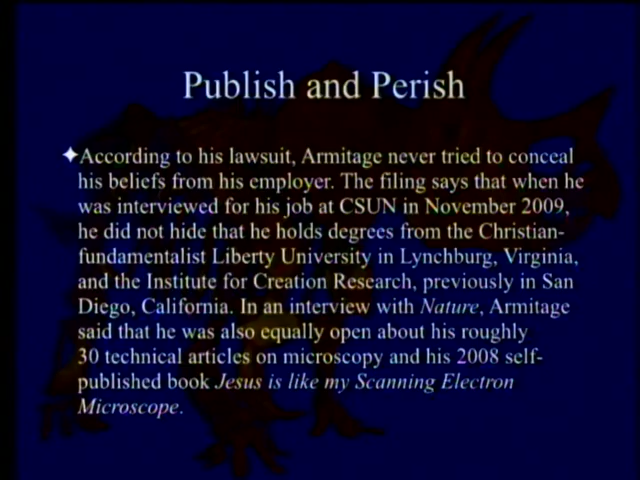 Publish and Perish
✦According to his lawsuit, Armitage never tried to conceal
his beliefs from his employer. The filing says that when he
was interviewed for his job at CSUN in November 2009,
he did not hide that he holds degrees from the Christian-
fundamentalist Liberty University in Lynchburg, Virginia,
and the Institute for Creation Research, previously in San
Diego, California. In an interview with Nature, Armitage
said that he was also equally open about his roughly
30 technical articles on microscopy and his 2008 self-
published book Jesus is like my Scanning Electron
Microscope.